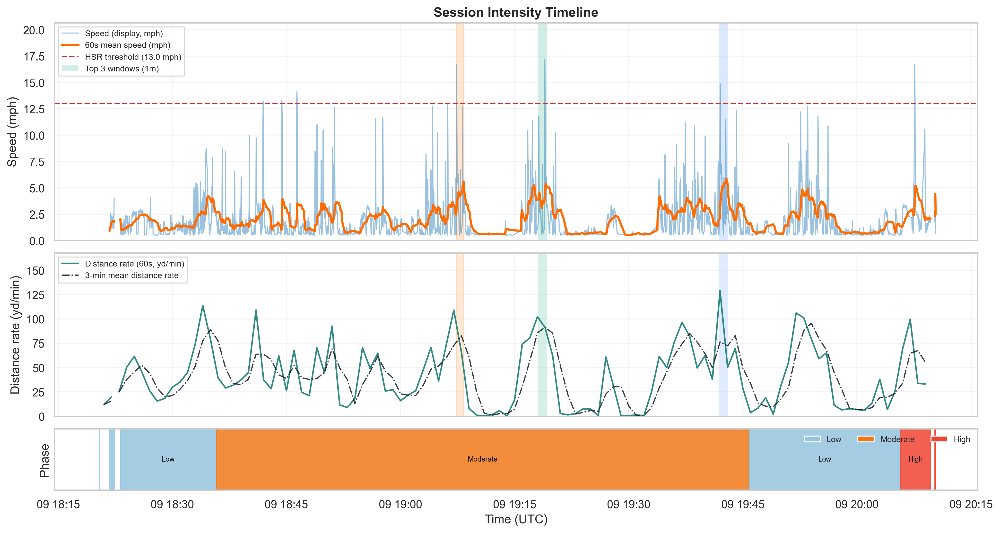 Session Intensity Timeline
Speed (mph)
20.0
17.5
15.0
12.5
10.0
7.5
5.0
2.5
0.0
Speed (display, mph)
60s mean speed (mph)
HSR threshold (13.0 mph)
Top 3 windows (1m)
Distance rate (yd/min)
150
125
100
75
50
25
0
Distance rate (60s, yd/min)
3-min mean distance rate
Phase
Low
Moderate
High
Low
Moderate
Low
High
09 18:15
09 18:30
09 18:45
09 19:00
09 19:15
09 19:30
09 19:45
09 20:00
09 20:15
Time (UTC)